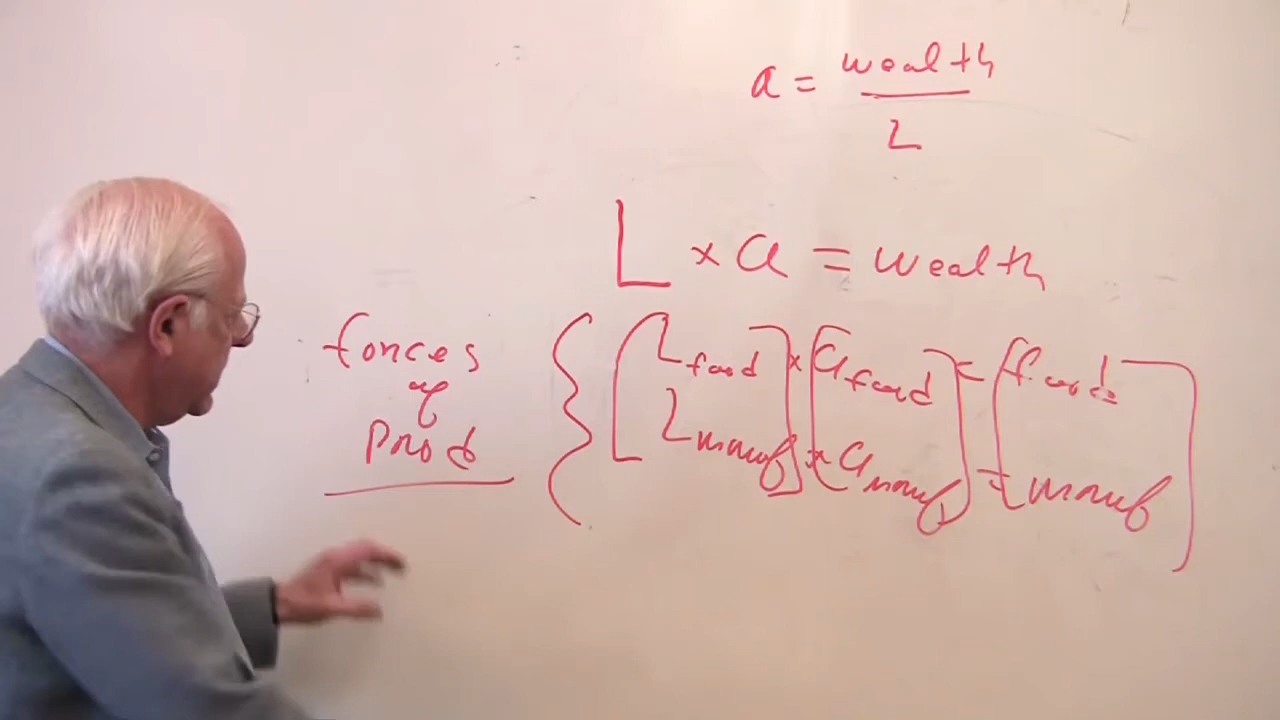 a = wealth
L
L × a = wealth
forces
of
Prod
{ [ L food ] × [ a food ] = [ food ]
[ L manuf ] × [ a manuf ] = [ manuf ]